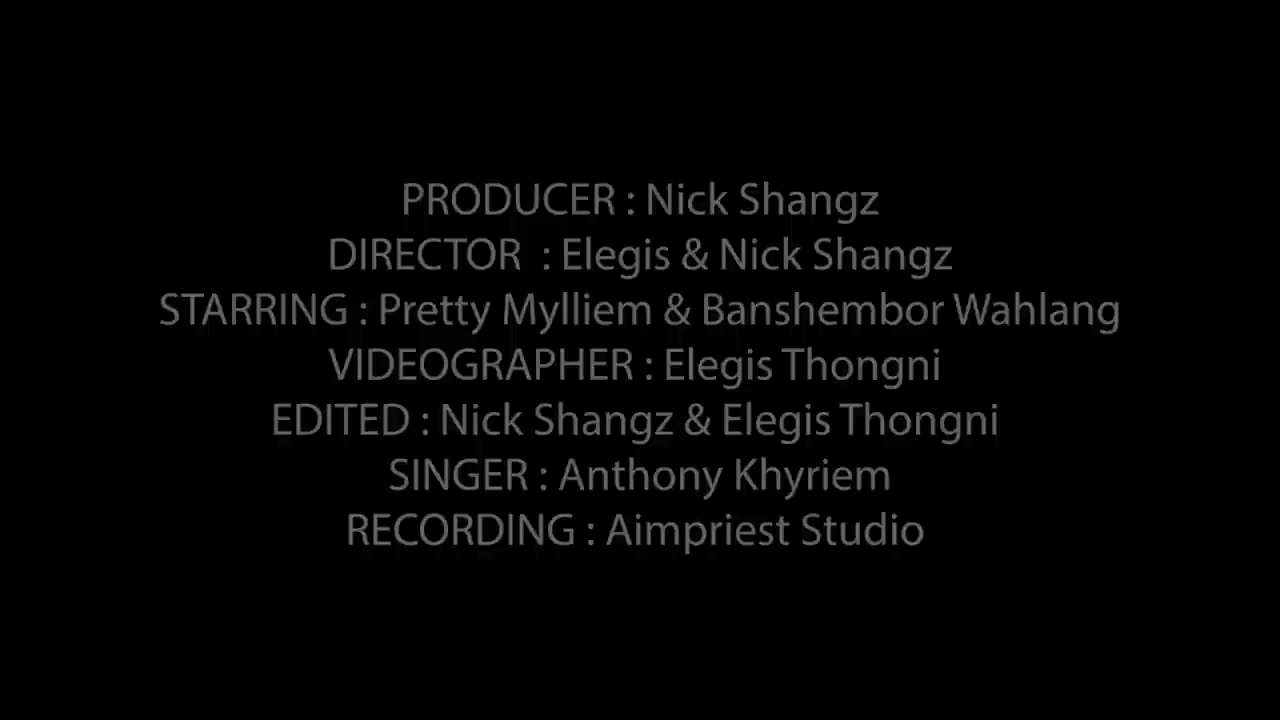 PRODUCER : Nick Shangz
DIRECTOR : Elegis & Nick Shangz
STARRING : Pretty Mylliem & Banshembor Wahlang
VIDEOGRAPHER : Elegis Thongni
EDITED : Nick Shangz & Elegis Thongni
SINGER : Anthony Khyriem
RECORDING : Aimpriest Studio